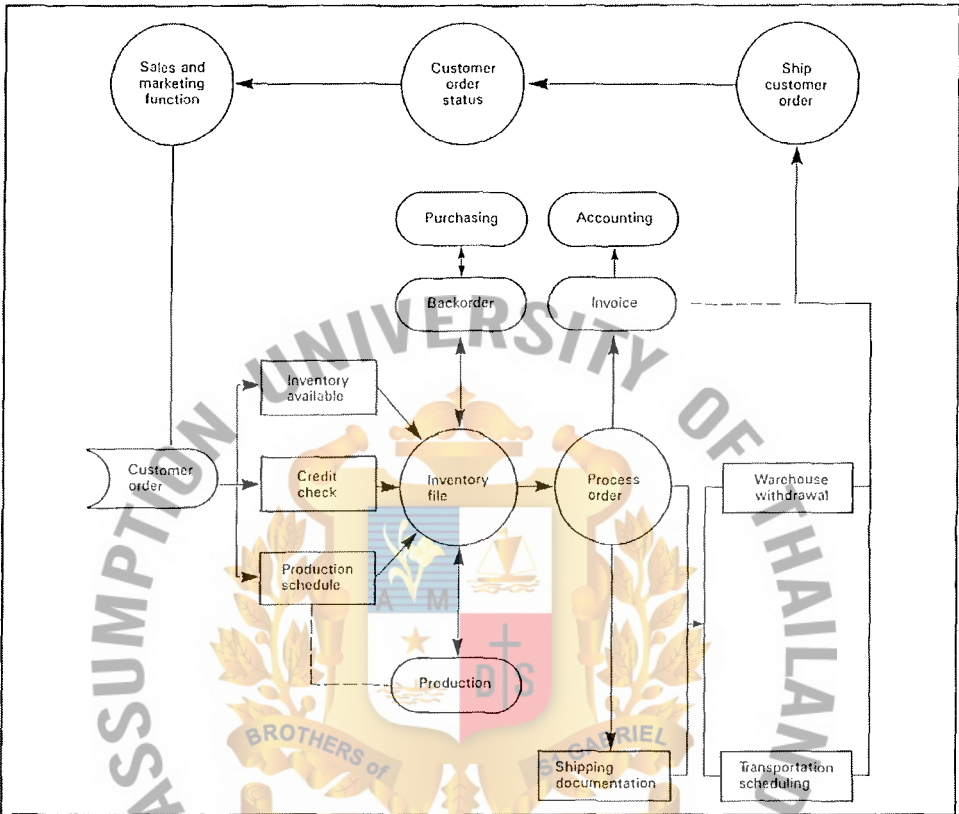 Sales and
marketing
function
Customer
order
status
Ship
customer
order
Purchasing
Accounting
Backorder
Invoice
Inventory
available
Customer
order
Credit
check
Inventory
file
Process
order
Warehouse
withdrawal
Production
schedule
Production
Shipping
documentation
Transportation
scheduling
ASSUMPTION UNIVERSITY OF THAILAND
A M
D S
BROTHERS of
ST GABRIEL